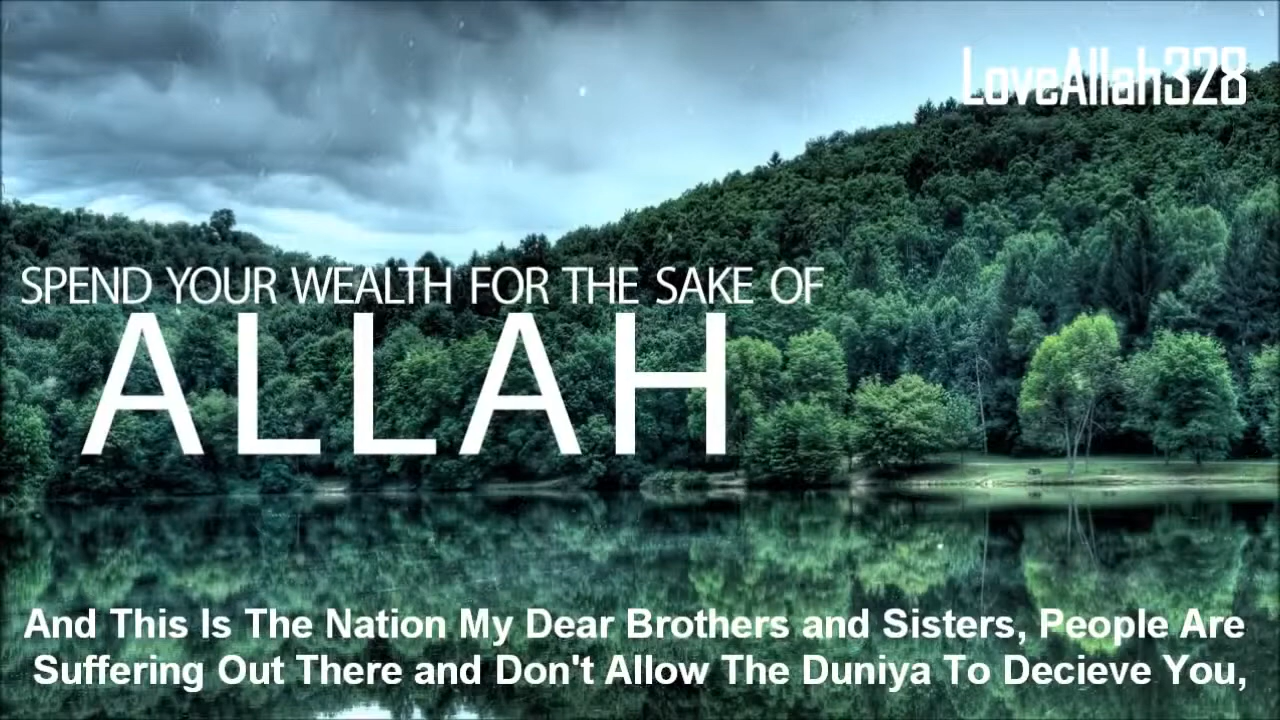 LoveAllah328
SPEND YOUR WEALTH FOR THE SAKE OF
ALLAH
And This Is The Nation My Dear Brothers and Sisters, People Are
Suffering Out There and Don't Allow The Duniya To Decieve You,